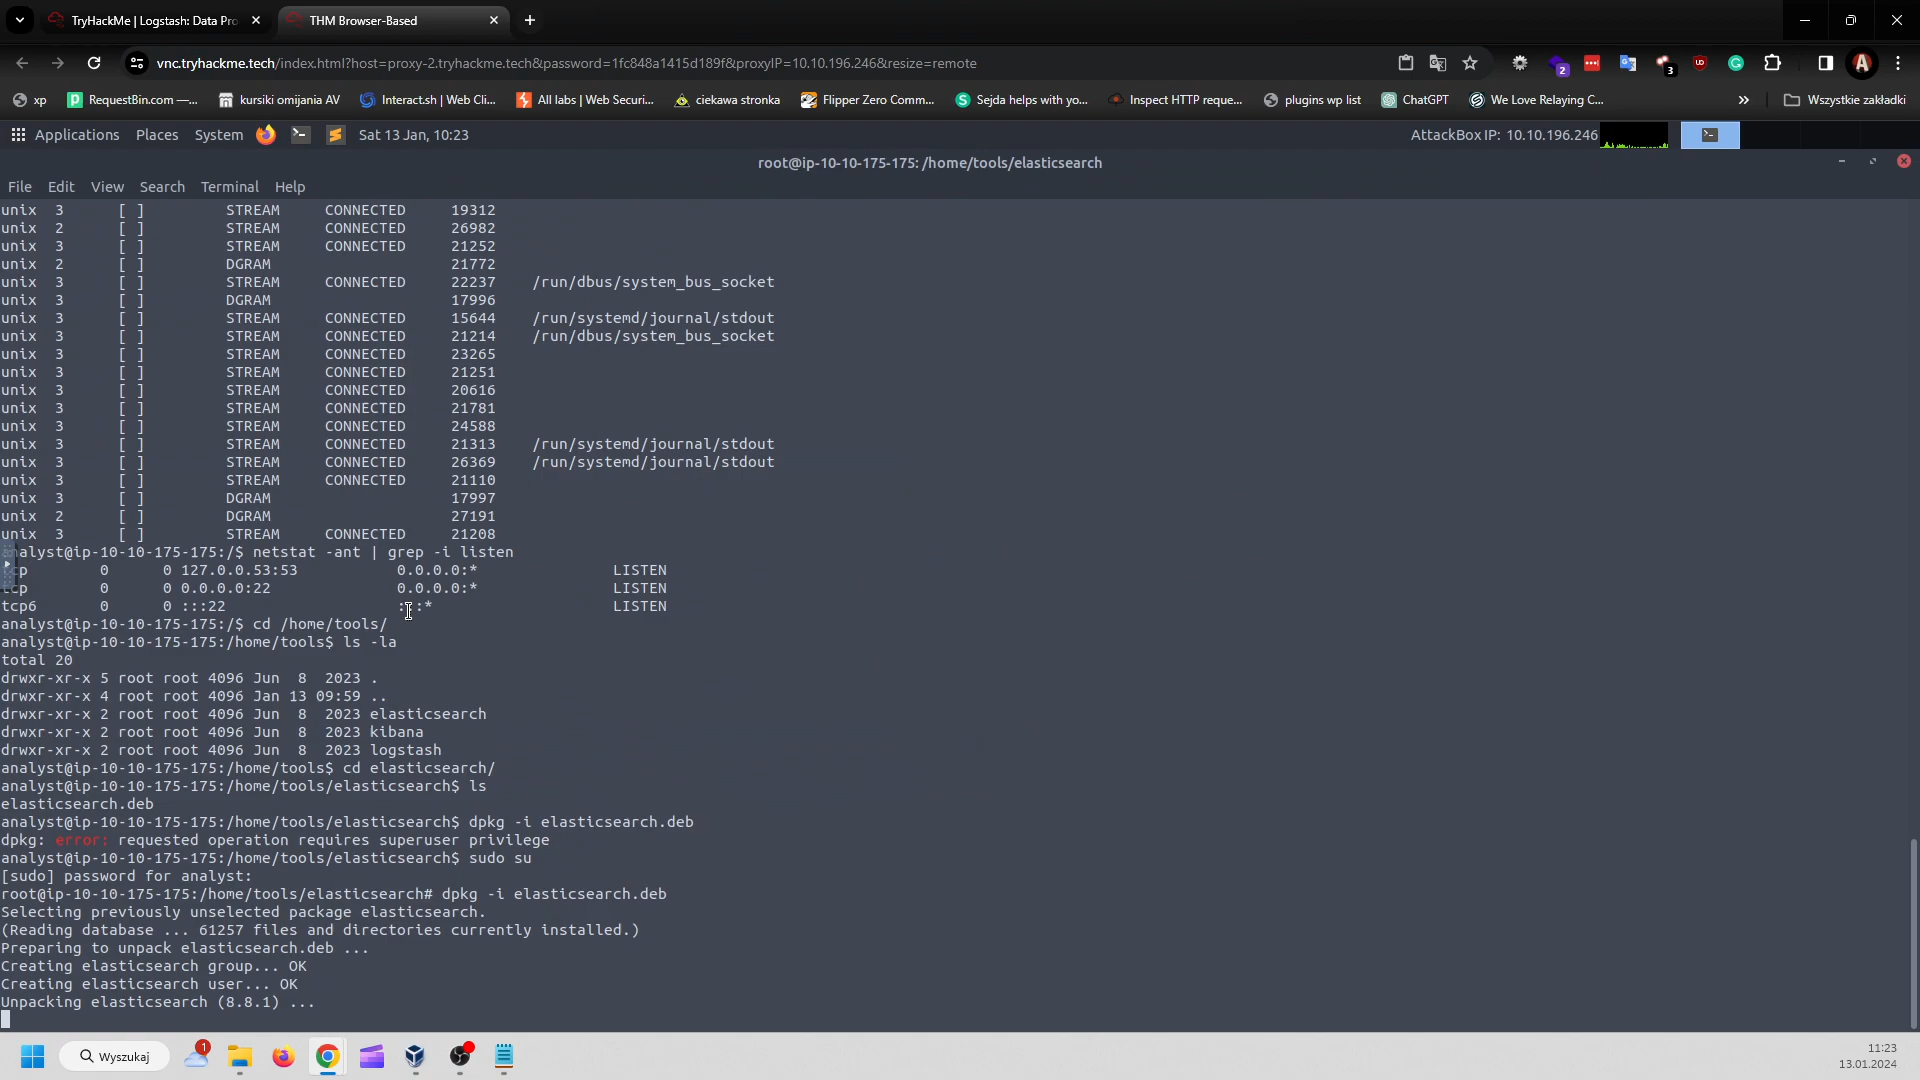 TryHackMe | Logstash: Data Pro
THM Browser-Based
vnc.tryhackme.tech/index.html?host=proxy-2.tryhackme.tech&password=1fc848a1415d189f&proxyIP=10.10.196.246&resize=remote
2
3
A
xp
RequestBin.com —...
kursiki omijania AV
Interact.sh | Web Cli...
All labs | Web Securi...
ciekawa stronka
Flipper Zero Comm...
Sejda helps with yo...
Inspect HTTP reque...
plugins wp list
ChatGPT
We Love Relaying C...
»
Wszystkie zakładki
Applications Places System Sat 13 Jan, 10:23 AttackBox IP: 10.10.196.246
root@ip-10-10-175-175: /home/tools/elasticsearch
File Edit View Search Terminal Help
unix 3 [ ] STREAM CONNECTED 19312
unix 2 [ ] STREAM CONNECTED 26982
unix 3 [ ] STREAM CONNECTED 21252
unix 2 [ ] DGRAM 21772
unix 3 [ ] STREAM CONNECTED 22237 /run/dbus/system_bus_socket
unix 3 [ ] DGRAM 17996
unix 3 [ ] STREAM CONNECTED 15644 /run/systemd/journal/stdout
unix 3 [ ] STREAM CONNECTED 21214 /run/dbus/system_bus_socket
unix 3 [ ] STREAM CONNECTED 23265
unix 3 [ ] STREAM CONNECTED 21251
unix 3 [ ] STREAM CONNECTED 20616
unix 3 [ ] STREAM CONNECTED 21781
unix 3 [ ] STREAM CONNECTED 24588
unix 3 [ ] STREAM CONNECTED 21313 /run/systemd/journal/stdout
unix 3 [ ] STREAM CONNECTED 26369 /run/systemd/journal/stdout
unix 3 [ ] STREAM CONNECTED 21110
unix 3 [ ] DGRAM 17997
unix 2 [ ] DGRAM 27191
unix 3 [ ] STREAM CONNECTED 21208
analyst@ip-10-10-175-175:/$ netstat -ant | grep -i listen
tcp 0 0 127.0.0.53:53 0.0.0.0:* LISTEN
tcp 0 0 0.0.0.0:22 0.0.0.0:* LISTEN
tcp6 0 0 :::22 :::* LISTEN
analyst@ip-10-10-175-175:/$ cd /home/tools/
analyst@ip-10-10-175-175:/home/tools$ ls -la
total 20
drwxr-xr-x 5 root root 4096 Jun 8 2023 .
drwxr-xr-x 4 root root 4096 Jan 13 09:59 ..
drwxr-xr-x 2 root root 4096 Jun 8 2023 elasticsearch
drwxr-xr-x 2 root root 4096 Jun 8 2023 kibana
drwxr-xr-x 2 root root 4096 Jun 8 2023 logstash
analyst@ip-10-10-175-175:/home/tools$ cd elasticsearch/
analyst@ip-10-10-175-175:/home/tools/elasticsearch$ ls
elasticsearch.deb
analyst@ip-10-10-175-175:/home/tools/elasticsearch$ dpkg -i elasticsearch.deb
dpkg: error: requested operation requires superuser privilege
analyst@ip-10-10-175-175:/home/tools/elasticsearch$ sudo su
[sudo] password for analyst:
root@ip-10-10-175-175:/home/tools/elasticsearch# dpkg -i elasticsearch.deb
Selecting previously unselected package elasticsearch.
(Reading database ... 61257 files and directories currently installed.)
Preparing to unpack elasticsearch.deb ...
Creating elasticsearch group... OK
Creating elasticsearch user... OK
Unpacking elasticsearch (8.8.1) ...
Wyszukaj
1
11:23
13.01.2024